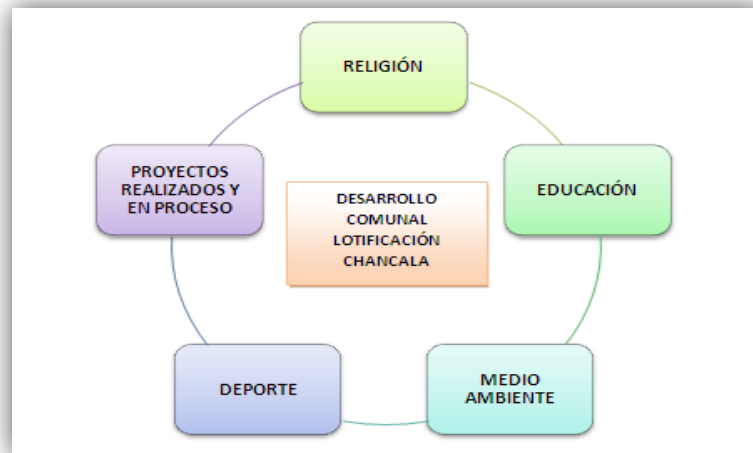 RELIGIÓN
EDUCACIÓN
MEDIO
AMBIENTE
DEPORTE
PROYECTOS
REALIZADOS Y
EN PROCESO
DESARROLLO
COMUNAL
LOTIFICACIÓN
CHANCALA